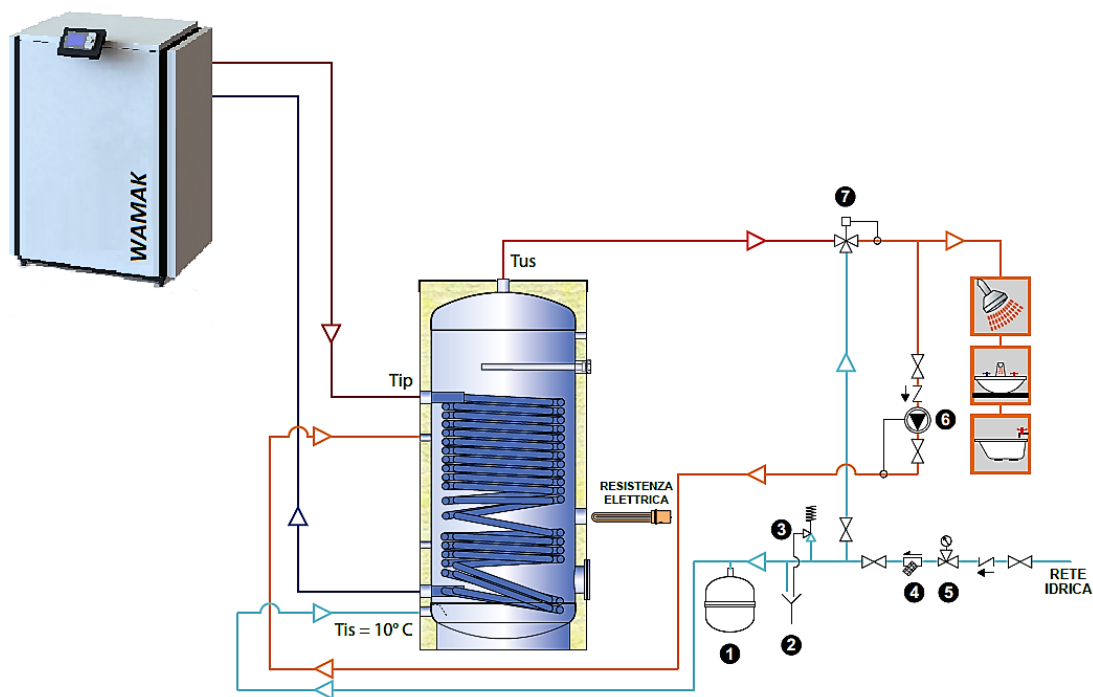 WAMAK
7
Tus
Tip
6
RESISTENZA
ELETTRICA
3
4
5
RETE
IDRICA
Tis = 10° C
1
2